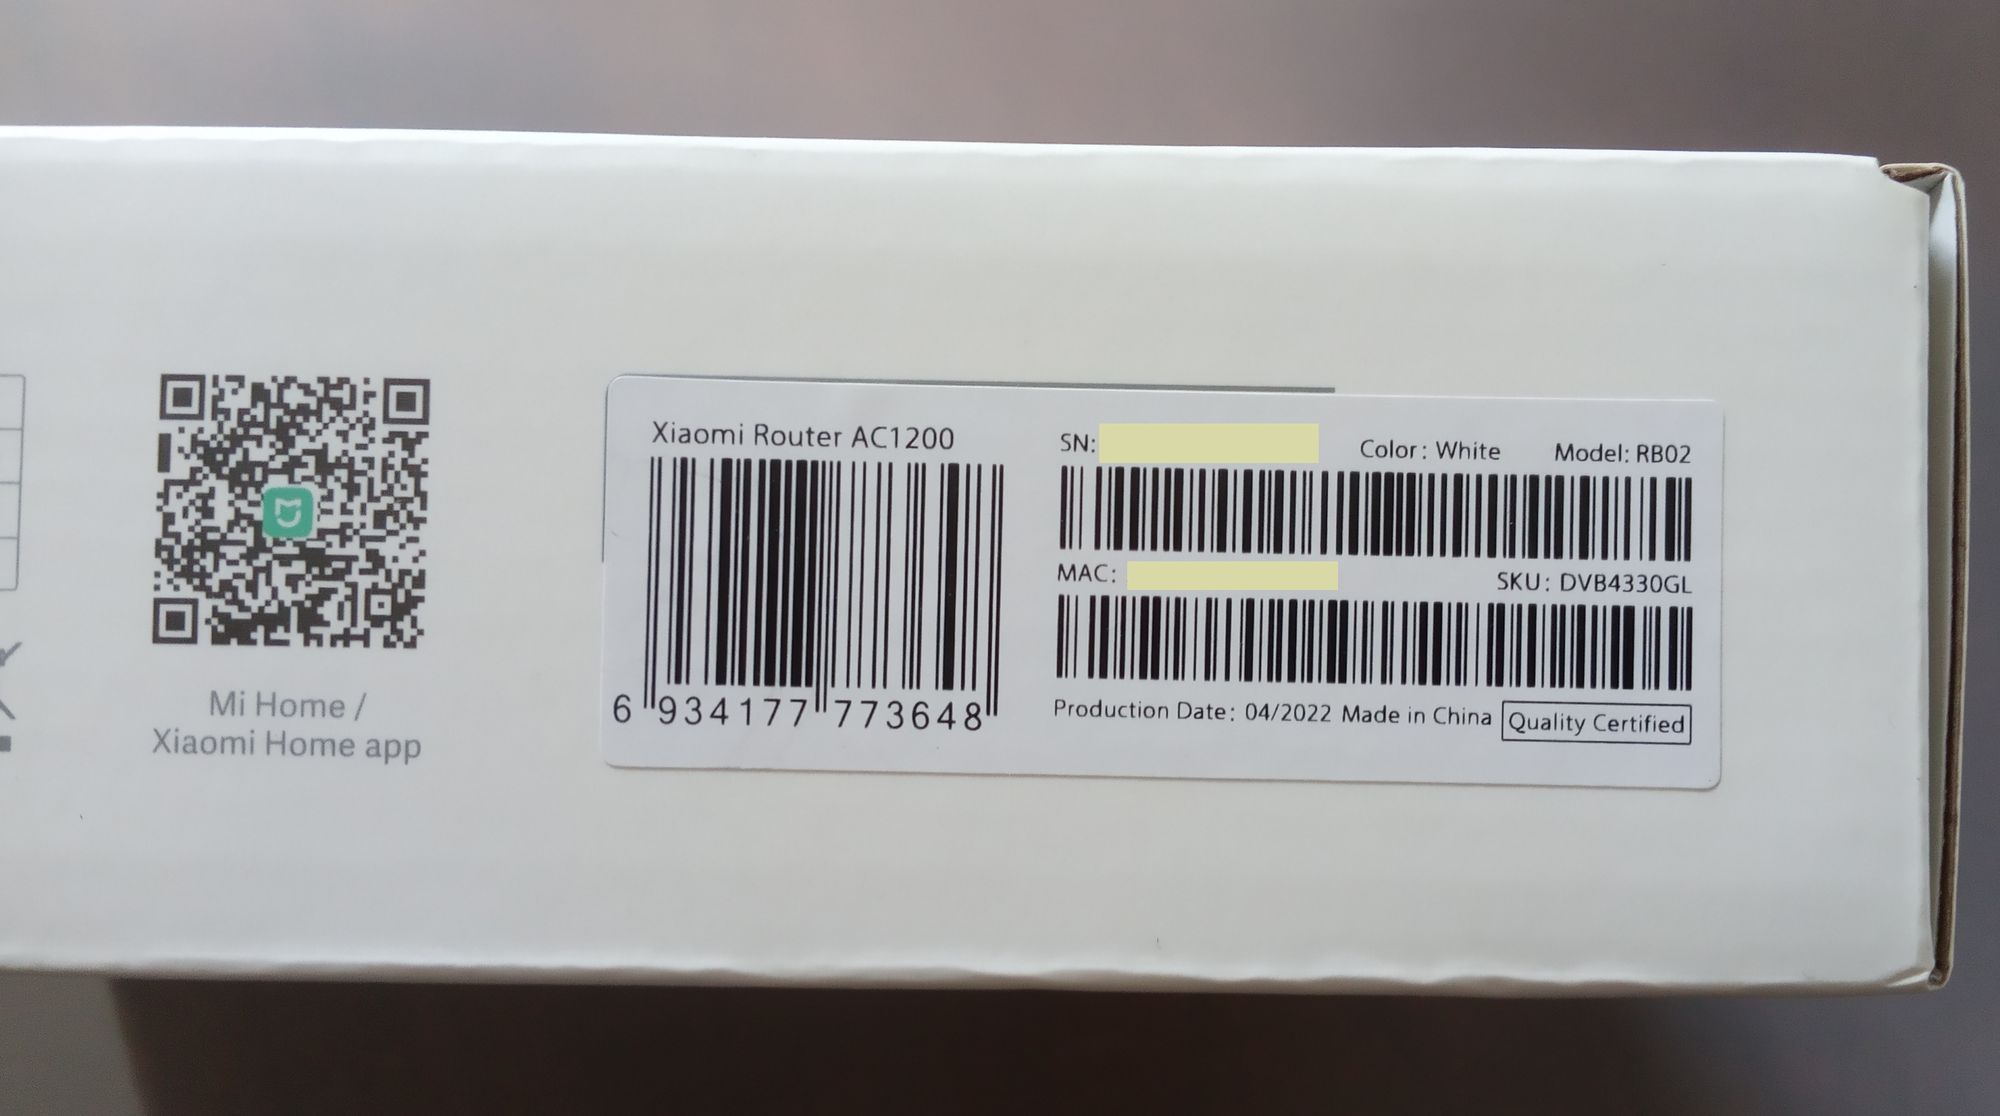 Mi Home /
Xiaomi Home app
Xiaomi Router AC1200
6 934177 773648
SN:
Color: White
Model: RB02
MAC:
SKU: DVB4330GL
Production Date: 04/2022 Made in China
Quality Certified